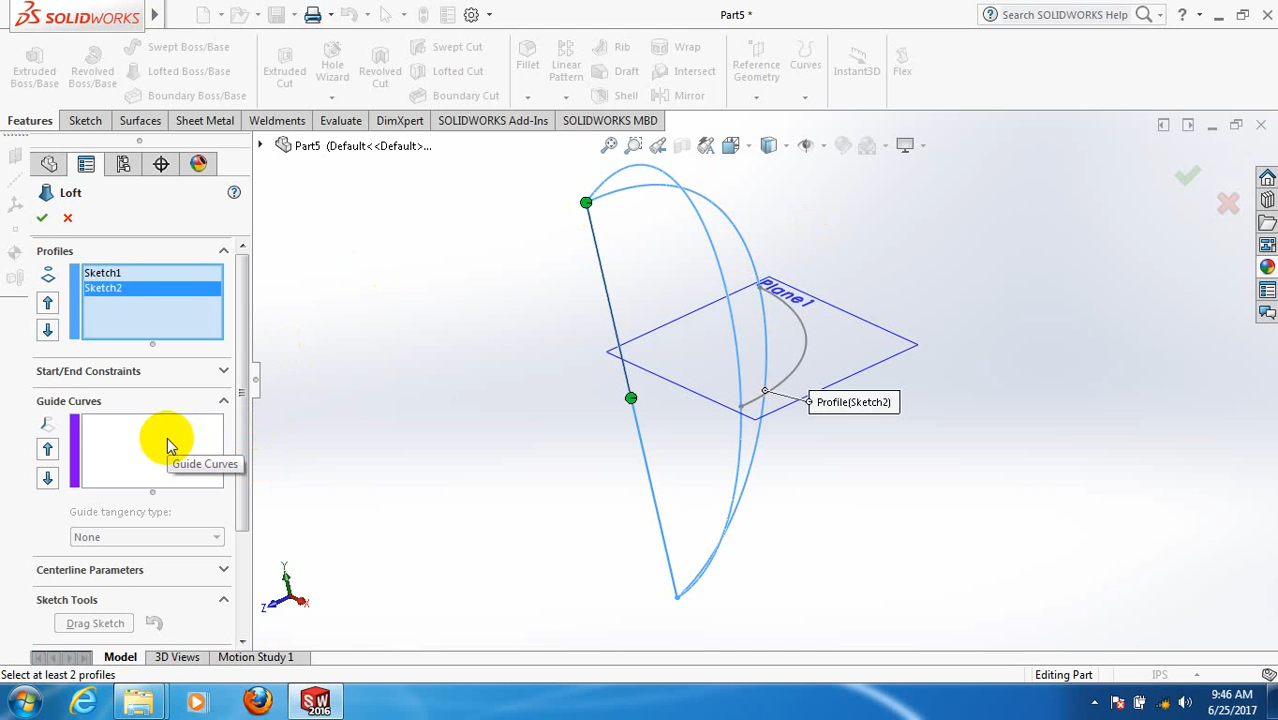 SOLIDWORKS
Part5 *
Search SOLIDWORKS Help
?
Extruded Boss/Base
Revolved Boss/Base
Swept Boss/Base
Lofted Boss/Base
Boundary Boss/Base
Extruded Cut
Hole Wizard
Revolved Cut
Swept Cut
Lofted Cut
Boundary Cut
Fillet
Linear Pattern
Rib
Draft
Shell
Wrap
Intersect
Mirror
Reference Geometry
Curves
Instant3D
Flex
Features
Sketch
Surfaces
Sheet Metal
Weldments
Evaluate
DimXpert
SOLIDWORKS Add-Ins
SOLIDWORKS MBD
Part5 (Default<<Default>...
Loft
?
Profiles
Sketch1
Sketch2
Start/End Constraints
Guide Curves
Guide Curves
Guide tangency type:
None
Centerline Parameters
Sketch Tools
Drag Sketch
Plane1
Profile(Sketch2)
Y
Z
X
Model
3D Views
Motion Study 1
Select at least 2 profiles
Editing Part
IPS
SW
2016
9:46 AM
6/25/2017